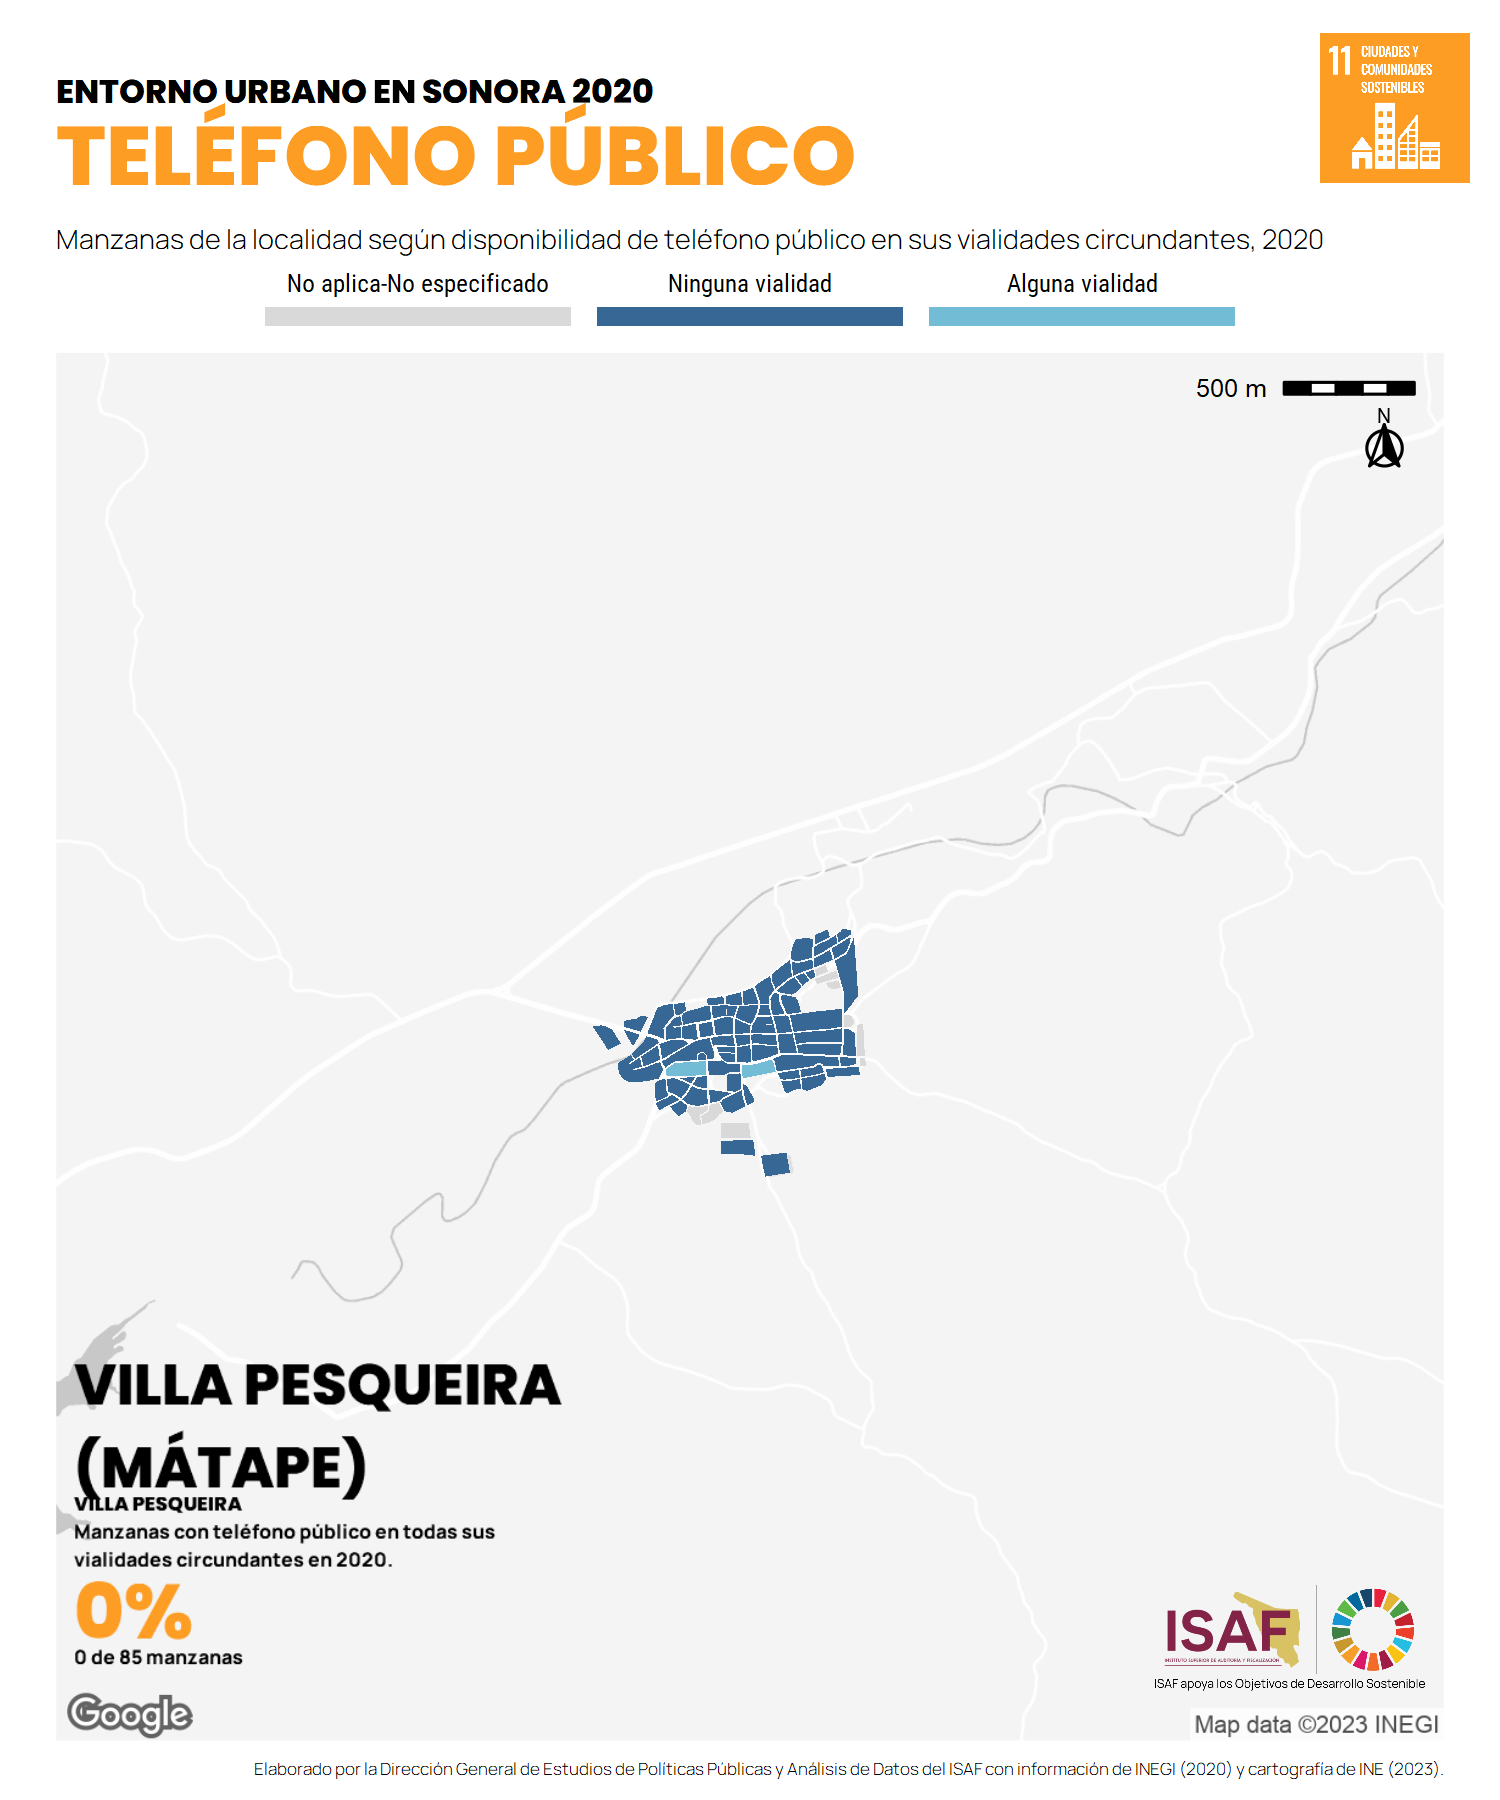 ENTORNO URBANO EN SONORA 2020
TELÉFONO PÚBLICO
11 CIUDADES Y
COMUNIDADES
SOSTENIBLES
Manzanas de la localidad según disponibilidad de teléfono público en sus vialidades circundantes, 2020
No aplica-No especificado
Ninguna vialidad
Alguna vialidad
500 m
N
VILLA PESQUEIRA
(MÁTAPE)
VILLA PESQUEIRA
Manzanas con teléfono público en todas sus
vialidades circundantes en 2020.
0%
0 de 85 manzanas
Google
ISAF
INSTITUTO SUPERIOR DE AUDITORÍA Y FISCALIZACIÓN
ISAF apoya los Objetivos de Desarrollo Sostenible
Map data ©2023 INEGI
Elaborado por la Dirección General de Estudios de Políticas Públicas y Análisis de Datos del ISAF con información de INEGI (2020) y cartografía de INE (2023).